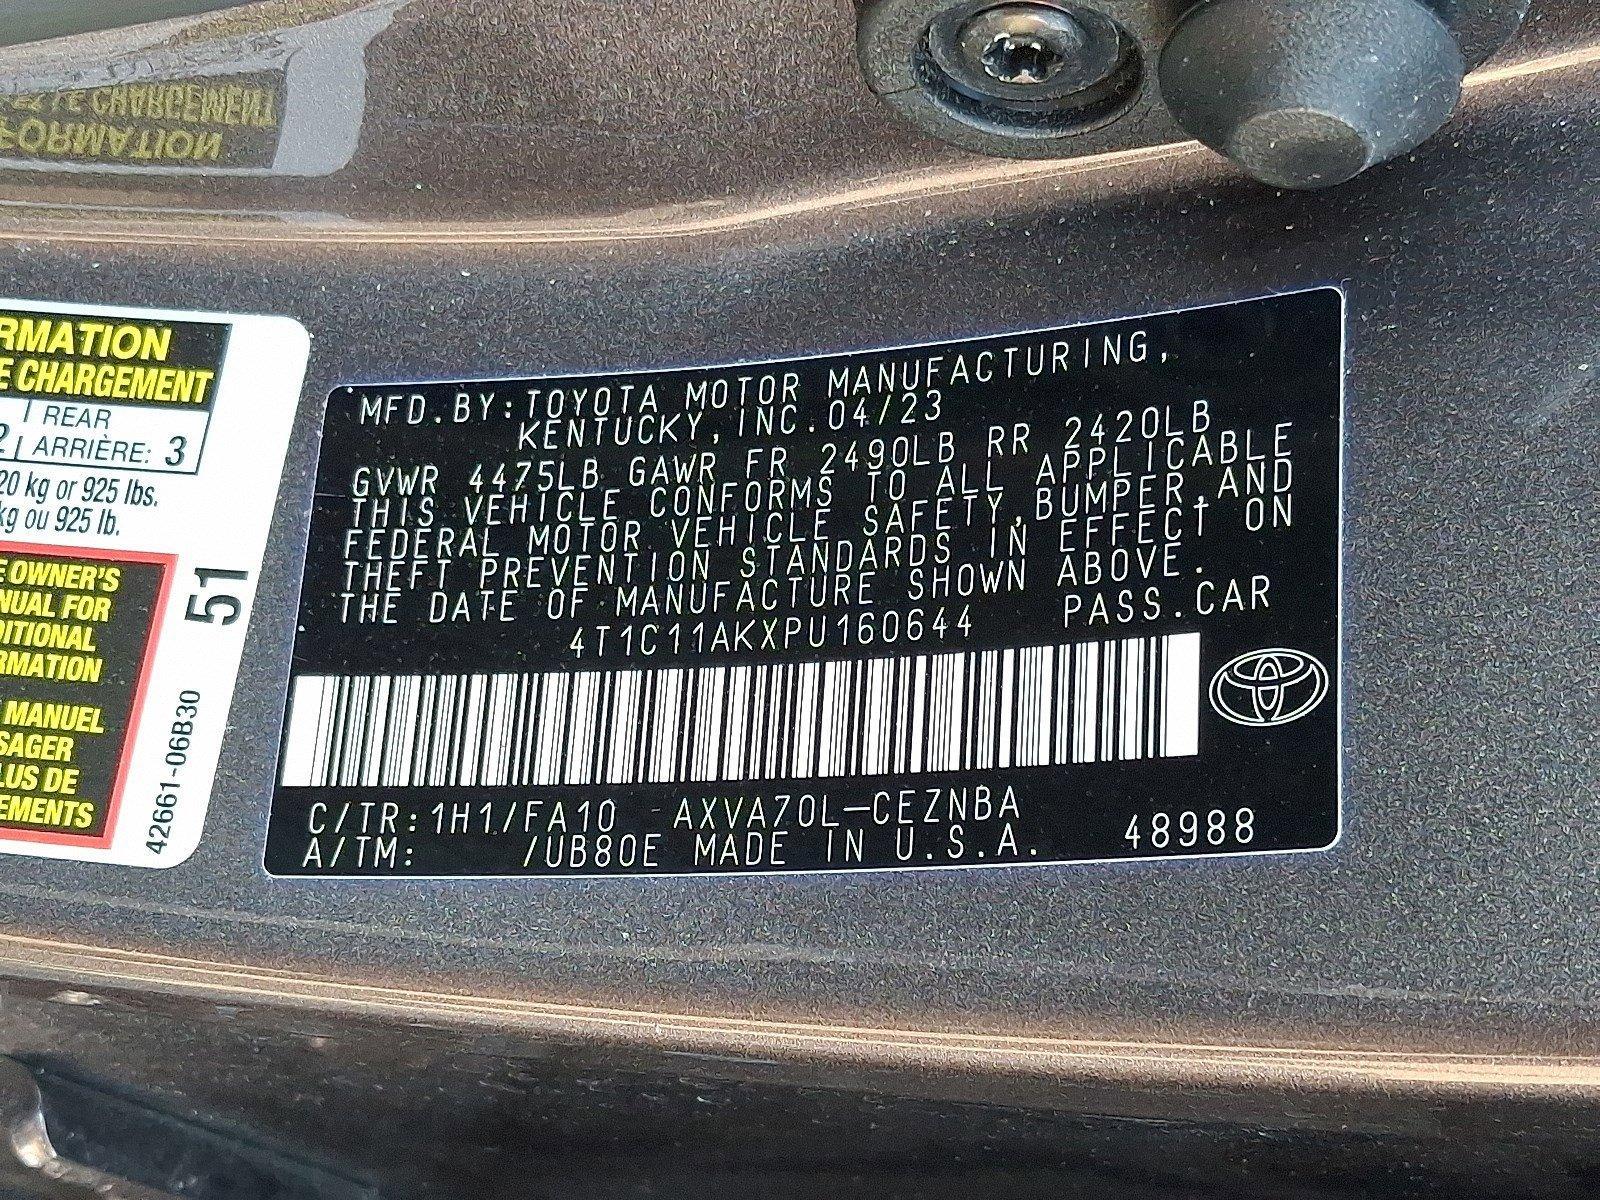 RMATION
E CHARGEMENT
REAR
2 ARRIÈRE: 3
20 kg or 925 lbs.
kg ou 925 lb.
E OWNER'S
NUAL FOR
DITIONAL
RMATION
MANUEL
SAGER
LUS DE
EMENTS
51
42661-06B30
MFD.BY:TOYOTA MOTOR MANUFACTURING,
KENTUCKY,INC.04/23
GVWR 4475LB GAWR FR 2490LB RR 2420LB
THIS VEHICLE CONFORMS TO ALL APPLICABLE
FEDERAL MOTOR VEHICLE SAFETY,BUMPER,AND
THEFT PREVENTION STANDARDS IN EFFECT ON
THE DATE OF MANUFACTURE SHOWN ABOVE.
4T1C11AKXPU160644 PASS.CAR
C/TR:1H1/FA10 AXVA70L-CEZNBA
A/TM: /UB80E MADE IN U.S.A. 48988